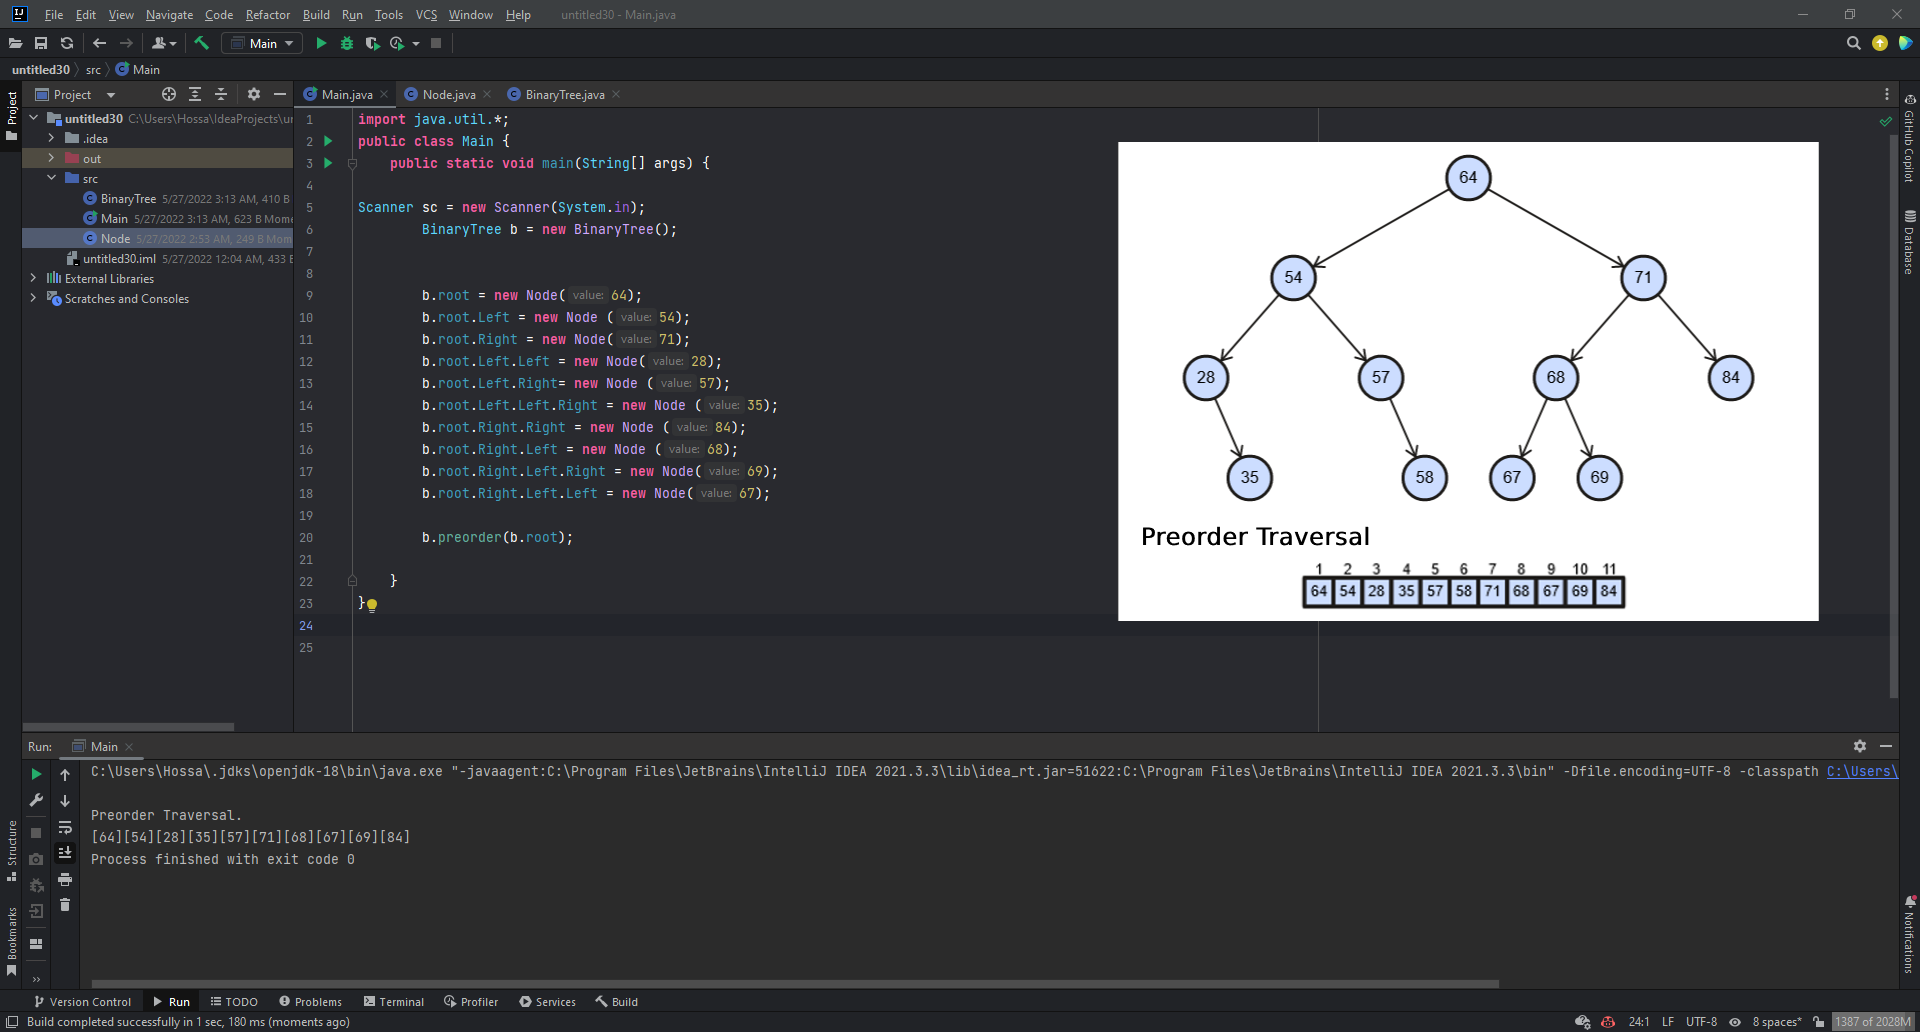 File Edit View Navigate Code Refactor Build Run Tools VCS Window Help untitled30 - Main.java
Main
untitled30 src Main
Project
Project
Main.java Node.java BinaryTree.java
untitled30 C:\Users\Hossa\IdeaProjects\
.idea
out
src
BinaryTree 5/27/2022 3:13 AM, 410 B
Main 5/27/2022 3:13 AM, 623 B Mome
Node 5/27/2022 2:53 AM, 249 B Mom
untitled30.iml 5/27/2022 12:04 AM, 433 B
External Libraries
Scratches and Consoles
1 import java.util.*;
2 public class Main {
3 public static void main(String[] args) {
4
5 Scanner sc = new Scanner(System.in);
6 BinaryTree b = new BinaryTree();
7
8
9 b.root = new Node( value: 64);
10 b.root.Left = new Node ( value: 54);
11 b.root.Right = new Node( value: 71);
12 b.root.Left.Left = new Node( value: 28);
13 b.root.Left.Right= new Node ( value: 57);
14 b.root.Left.Left.Right = new Node ( value: 35);
15 b.root.Right.Right = new Node ( value: 84);
16 b.root.Right.Left = new Node ( value: 68);
17 b.root.Right.Left.Right = new Node( value: 69);
18 b.root.Right.Left.Left = new Node( value: 67);
19
20 b.preorder(b.root);
21
22 }
23 }
24
25
64
54 71
28 57 68 84
35 58 67 69
Preorder Traversal
1 2 3 4 5 6 7 8 9 10 11
64 54 28 35 57 58 71 68 67 69 84
GitHub Copilot
Database
Notifications
Run: Main
C:\Users\Hossa\.jdks\openjdk-18\bin\java.exe "-javaagent:C:\Program Files\JetBrains\IntelliJ IDEA 2021.3.3\lib\idea_rt.jar=51622:C:\Program Files\JetBrains\IntelliJ IDEA 2021.3.3\bin" -Dfile.encoding=UTF-8 -classpath C:\Users\
Preorder Traversal.
[64][54][28][35][57][71][68][67][69][84]
Process finished with exit code 0
Structure
Bookmarks
Version Control Run TODO Problems Terminal Profiler Services Build
Build completed successfully in 1 sec, 180 ms (moments ago)
24:1 LF UTF-8 8 spaces* 1387 of 2028M